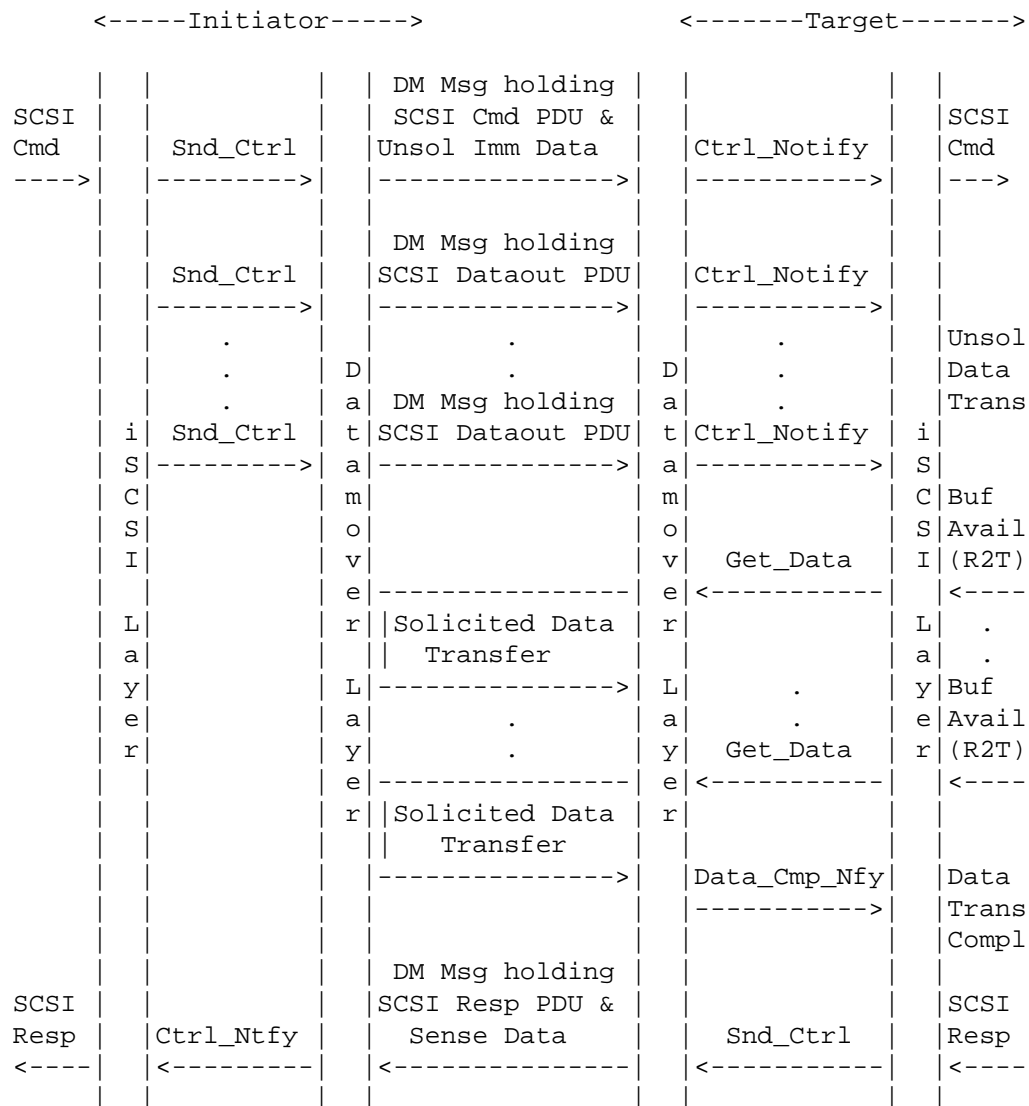 <-----Initiator----->                <-------Target------->
      |  |           |  | DM Msg holding |  |            |  |
SCSI  |  |           |  |  SCSI Cmd PDU & |  |            |  |SCSI
Cmd   |  | Snd_Ctrl  |  |Unsol Imm Data  |  |Ctrl_Notify |  |Cmd
---->|  |---------->|  |--------------->|  |----------->|  |--->
      |  |           |  |                |  |            |  |
      |  |           |  | DM Msg holding |  |            |  |
      |  | Snd_Ctrl  |  |SCSI Dataout PDU|  |Ctrl_Notify |  |
      |  |---------->|  |--------------->|  |----------->|  |
      |  |     .     |  |        .       |  |     .      |  |Unsol
      |  |     .     | D|        .       | D|     .      |  |Data
      |  |     .     | a| DM Msg holding | a|     .      |  |Trans
      | i| Snd_Ctrl  | t|SCSI Dataout PDU| t|Ctrl_Notify | i|
      | S|---------->| a|--------------->| a|----------->| S|
      | C|           | m|                | m|            | C|Buf
      | S|           | o|                | o|            | S|Avail
      | I|           | v|                | v|  Get_Data  | I|(R2T)
      |  |           | e|----------------| e|<-----------|  |<----
      | L|           | r||Solicited Data | r|            | L|  .
      | a|           |  ||  Transfer     |  |            | a|  .
      | y|           | L|--------------->| L|     .      | y|Buf
      | e|           | a|        .       | a|     .      | e|Avail
      | r|           | y|        .       | y|  Get_Data  | r|(R2T)
      |  |           | e|----------------| e|<-----------|  |<----
      |  |           | r||Solicited Data | r|            |  |
      |  |           |  ||   Transfer    |  |            |  |
      |  |           |  |--------------->|  |Data_Cmp_Nfy|  |Data
      |  |           |  |                |  |----------->|  |Trans
      |  |           |  |                |  |            |  |Compl
      |  |           |  | DM Msg holding |  |            |  |
SCSI  |  |           |  |SCSI Resp PDU & |  |            |  |SCSI
Resp  |  |Ctrl_Ntfy  |  |  Sense Data    |  |  Snd_Ctrl  |  |Resp
<----|  |<----------|  |<---------------|  |<-----------|  |<----
      |  |           |  |                |  |            |  |